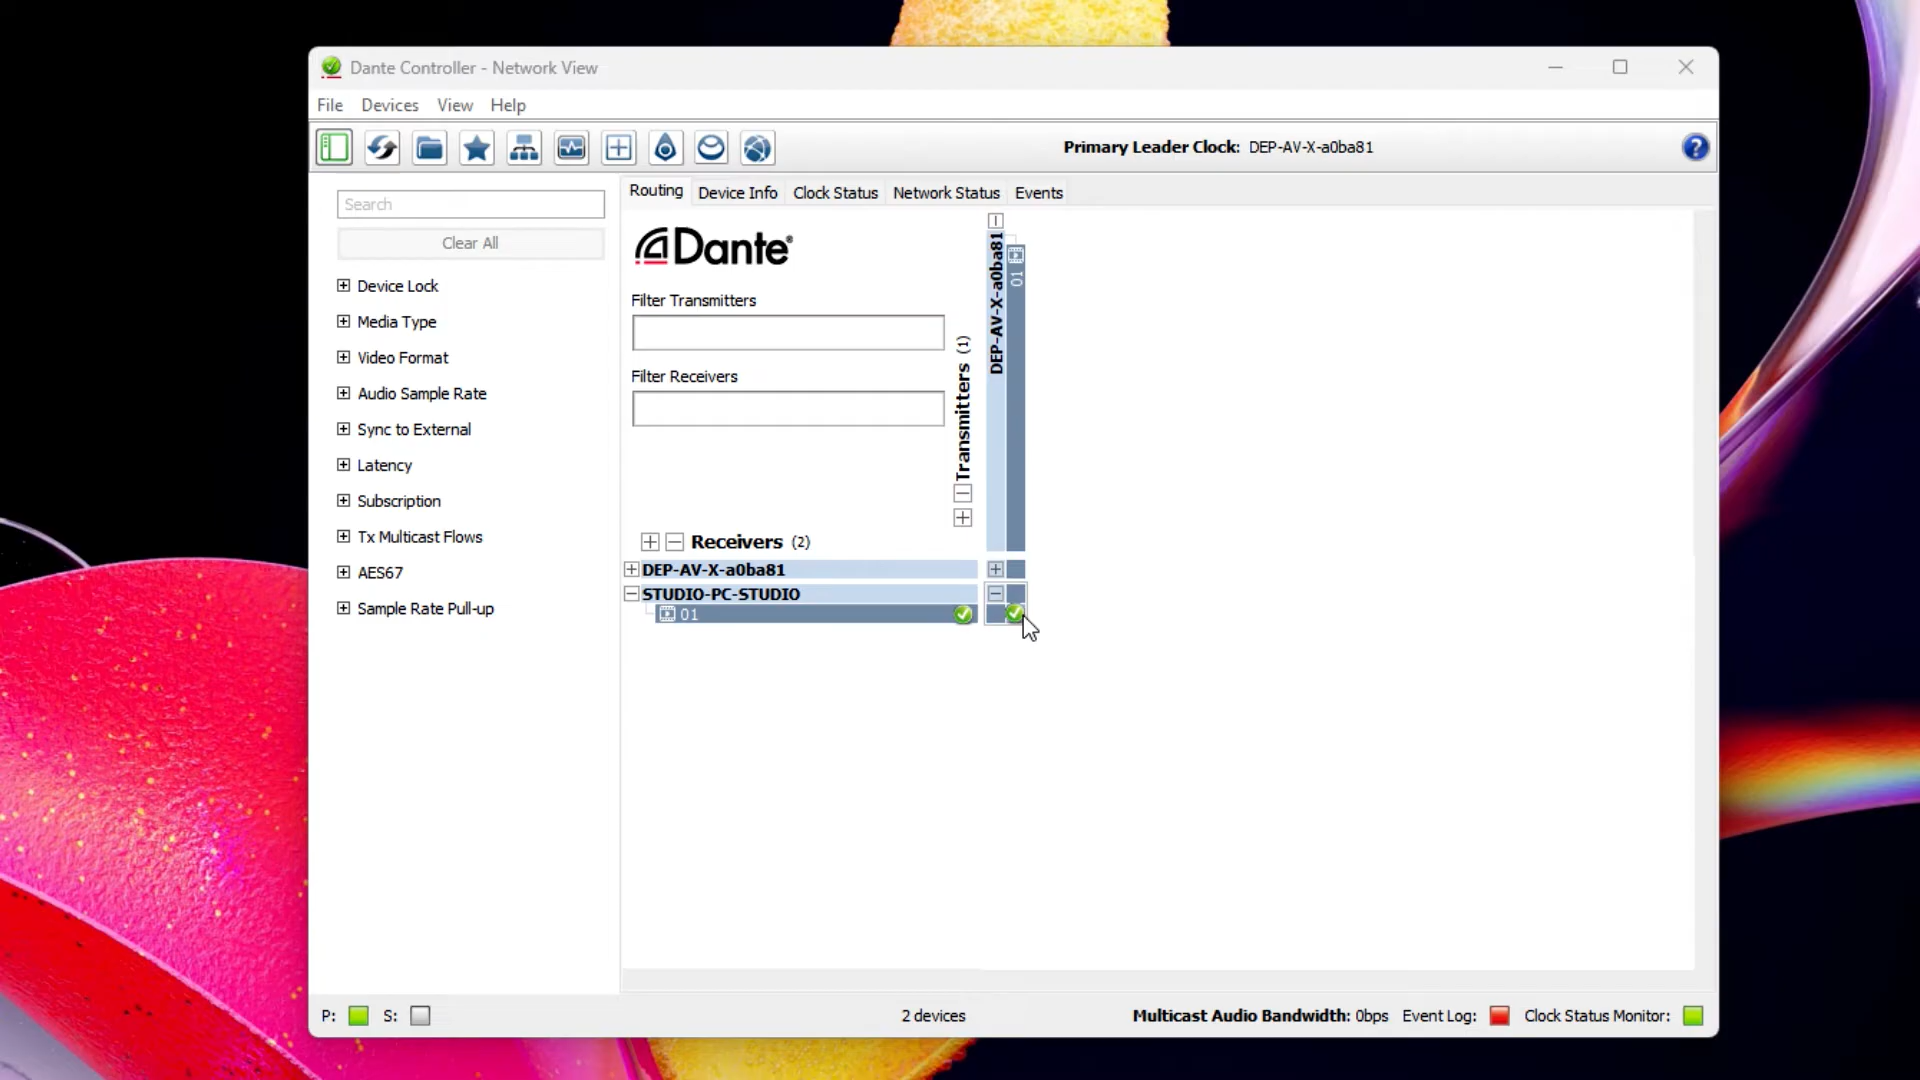 Dante Controller - Network View
File Devices View Help
Primary Leader Clock: DEP-AV-X-a0ba81
?
Search
Clear All
Device Lock
Media Type
Video Format
Audio Sample Rate
Sync to External
Latency
Subscription
Tx Multicast Flows
AES67
Sample Rate Pull-up
Routing Device Info Clock Status Network Status Events
Dante®
Filter Transmitters
Filter Receivers
Transmitters (1)
DEP-AV-X-a0ba81
01
Receivers (2)
DEP-AV-X-a0ba81
STUDIO-PC-STUDIO
01
P: S: 2 devices Multicast Audio Bandwidth: 0bps Event Log: Clock Status Monitor: